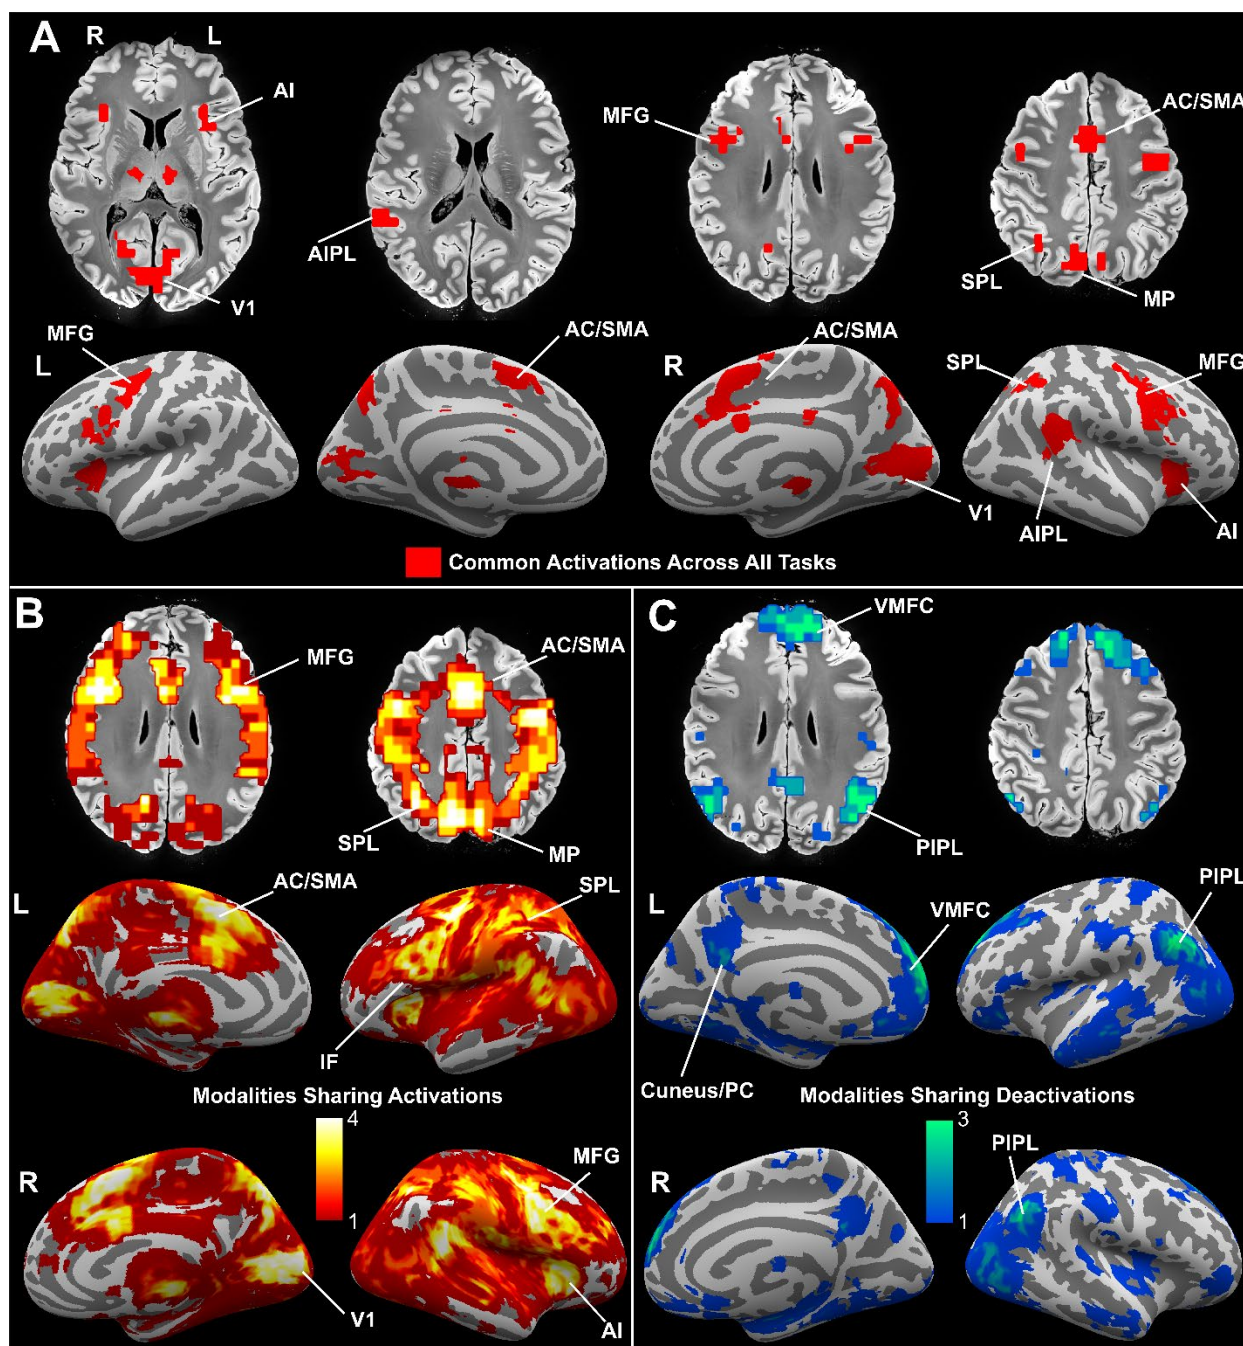 A
R L
AI
AIPL
V1
MFG
AC/SMA
SPL
MP
L
MFG
AC/SMA
R
AC/SMA
V1
SPL
MFG
AIPL
AI
Common Activations Across All Tasks
B
MFG
AC/SMA
SPL
MP
L
AC/SMA
SPL
IF
Modalities Sharing Activations
4
1
R
MFG
V1
AI
C
VMFC
PIPL
L
VMFC
PIPL
Cuneus/PC
Modalities Sharing Deactivations
3
1
R
PIPL